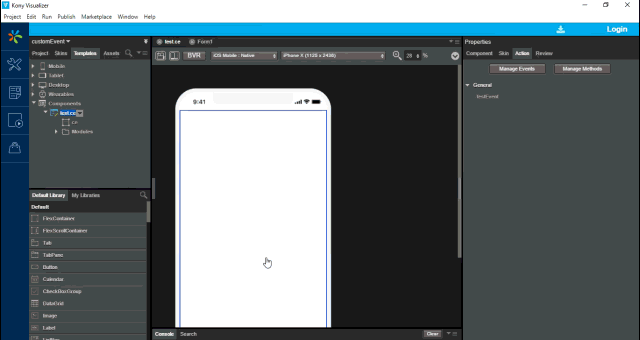 Kony Visualizer
Project Edit Run Publish Marketplace Window Help
Login
customEvent
Project Skins Templates Assets
Mobile
Tablet
Desktop
Wearables
Components
test.ce
ce
Modules
Default Library My Libraries
Default
FlexContainer
FlexScrollContainer
Tab
TabPane
Button
Calendar
CheckBoxGroup
DataGrid
Image
Label
test.ce Form1
BVR iOS Mobile : Native iPhone X (1125 x 2436) 28 %
9:41
Console Search Clear
Properties
Component Skin Action Review
Manage Events Manage Methods
General
testEvent